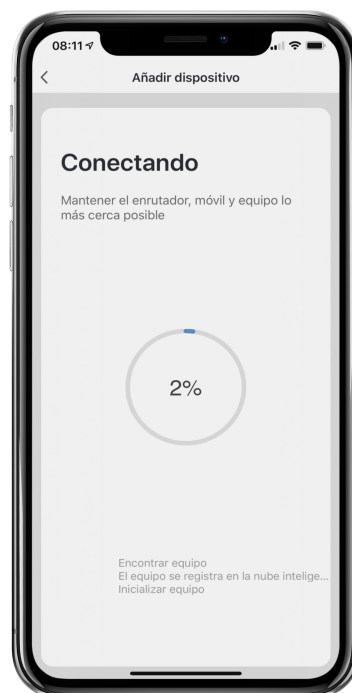 08:11
Añadir dispositivo
Conectando
Mantener el enrutador, móvil y equipo lo
más cerca posible
2%
Encontrar equipo
El equipo se registra en la nube intelige...
Inicializar equipo